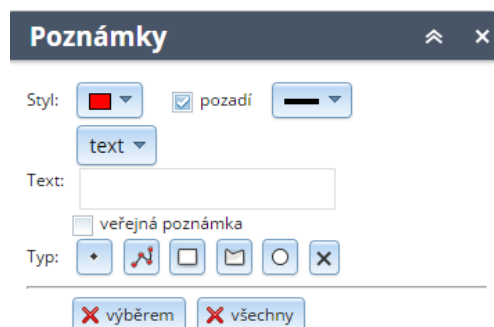 Poznámky
Styl: pozadí
text
Text:
veřejná poznámka
Typ:
výběrem všechny